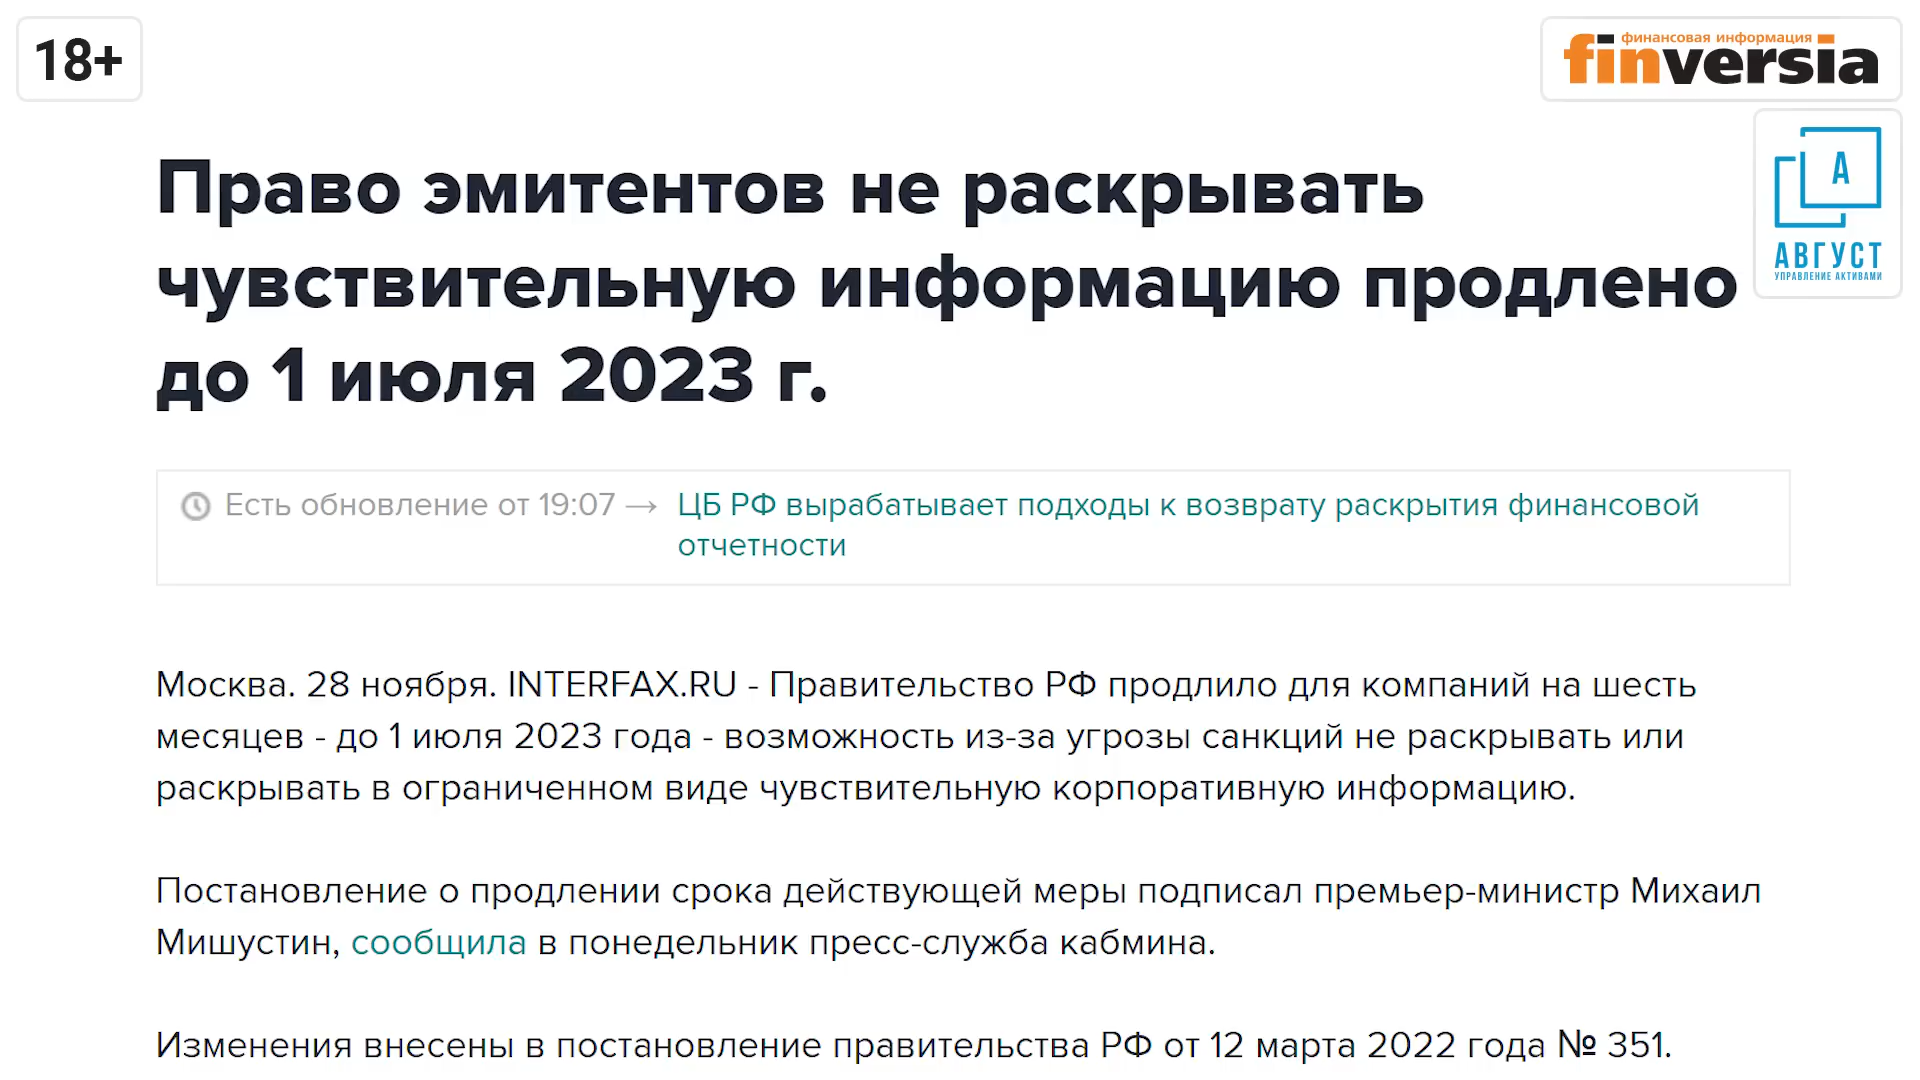 18+
финансовая информация
finversia
А
АВГУСТ
УПРАВЛЕНИЕ АКТИВАМИ
Право эмитентов не раскрывать
чувствительную информацию продлено
до 1 июля 2023 г.
Есть обновление от 19:07 → ЦБ РФ вырабатывает подходы к возврату раскрытия финансовой
отчетности
Москва. 28 ноября. INTERFAX.RU - Правительство РФ продлило для компаний на шесть
месяцев - до 1 июля 2023 года - возможность из-за угрозы санкций не раскрывать или
раскрывать в ограниченном виде чувствительную корпоративную информацию.
Постановление о продлении срока действующей меры подписал премьер-министр Михаил
Мишустин, сообщила в понедельник пресс-служба кабмина.
Изменения внесены в постановление правительства РФ от 12 марта 2022 года № 351.